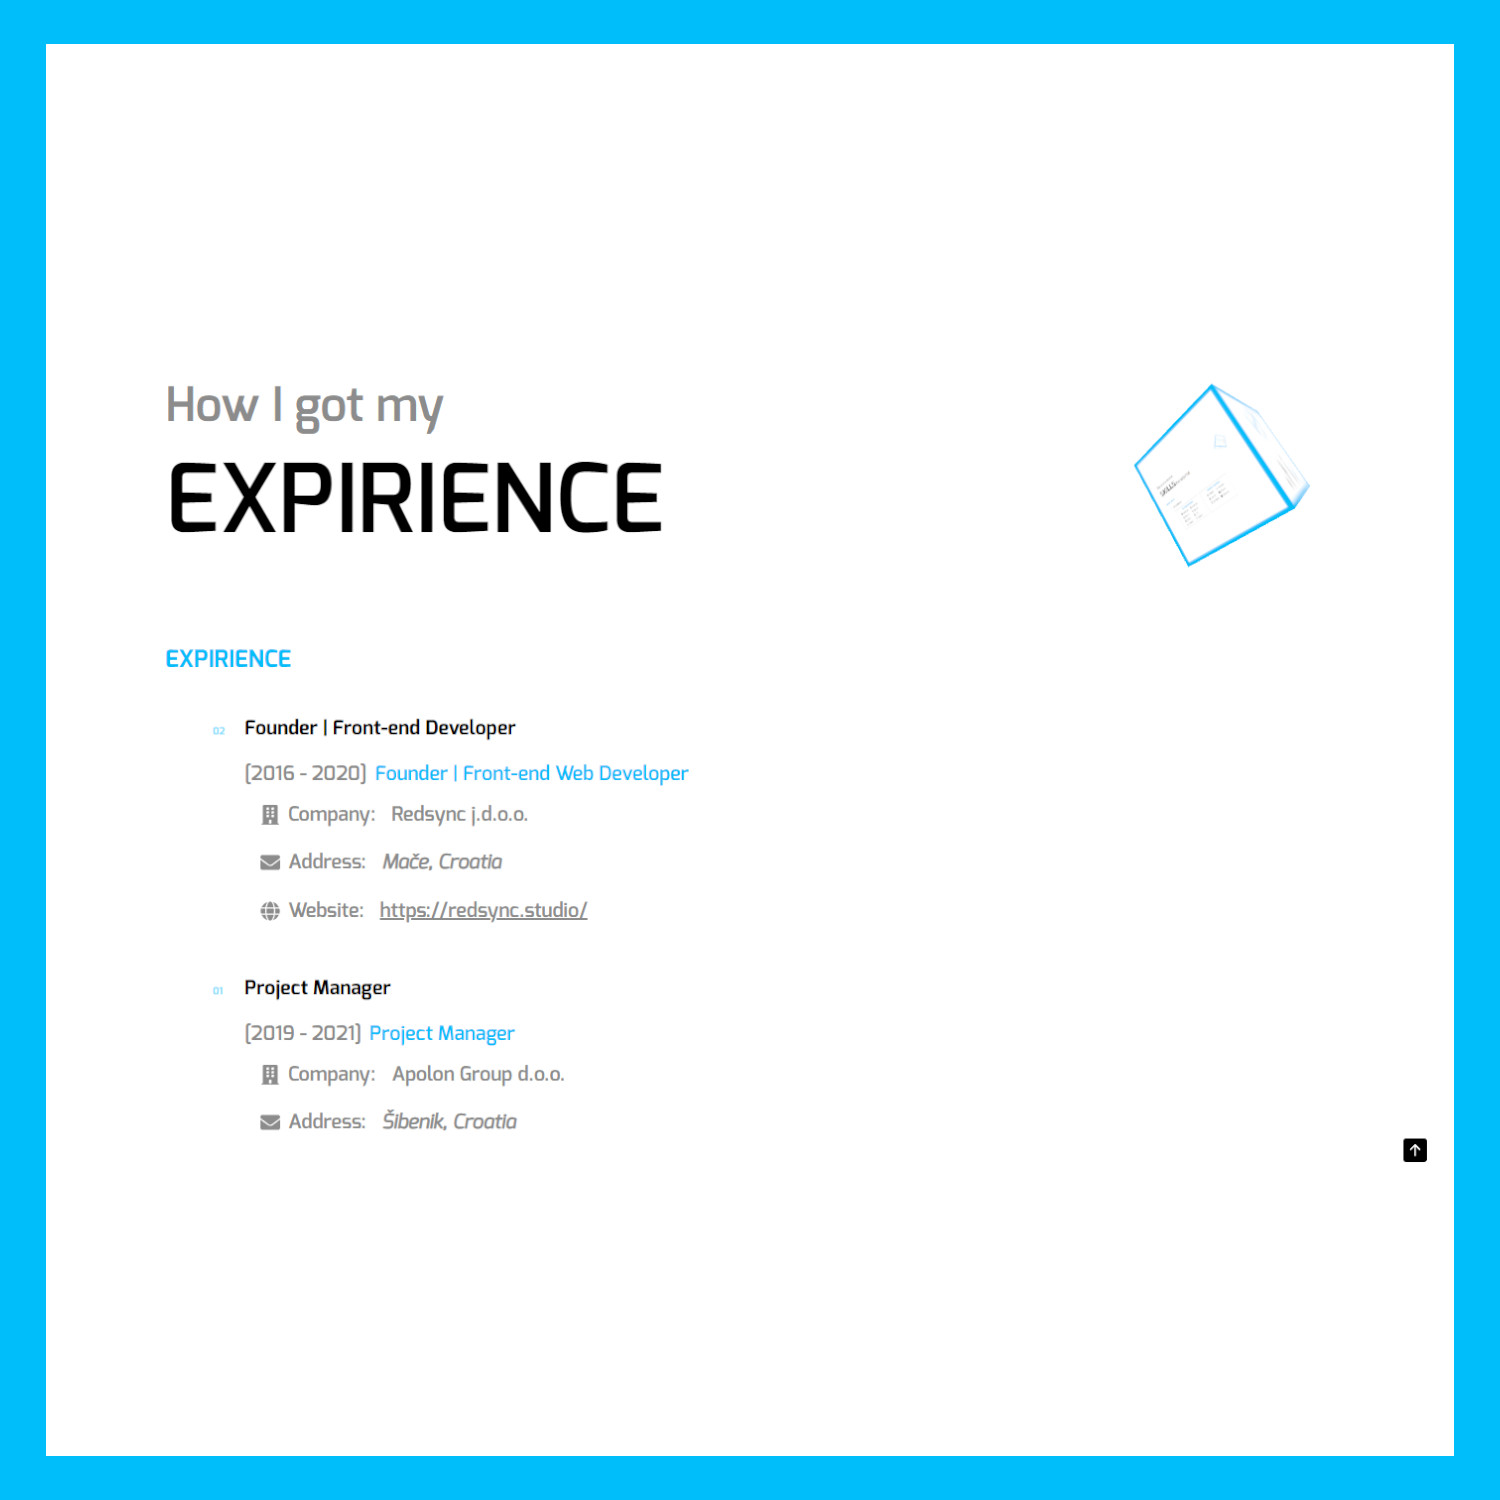 How I got my
EXPIRIENCE
SKILLS
EXPIRIENCE
02 Founder | Front-end Developer
[2016 - 2020] Founder | Front-end Web Developer
Company: Redsync j.d.o.o.
Address: Mače, Croatia
Website: https://redsync.studio/
01 Project Manager
[2019 - 2021] Project Manager
Company: Apolon Group d.o.o.
Address: Šibenik, Croatia